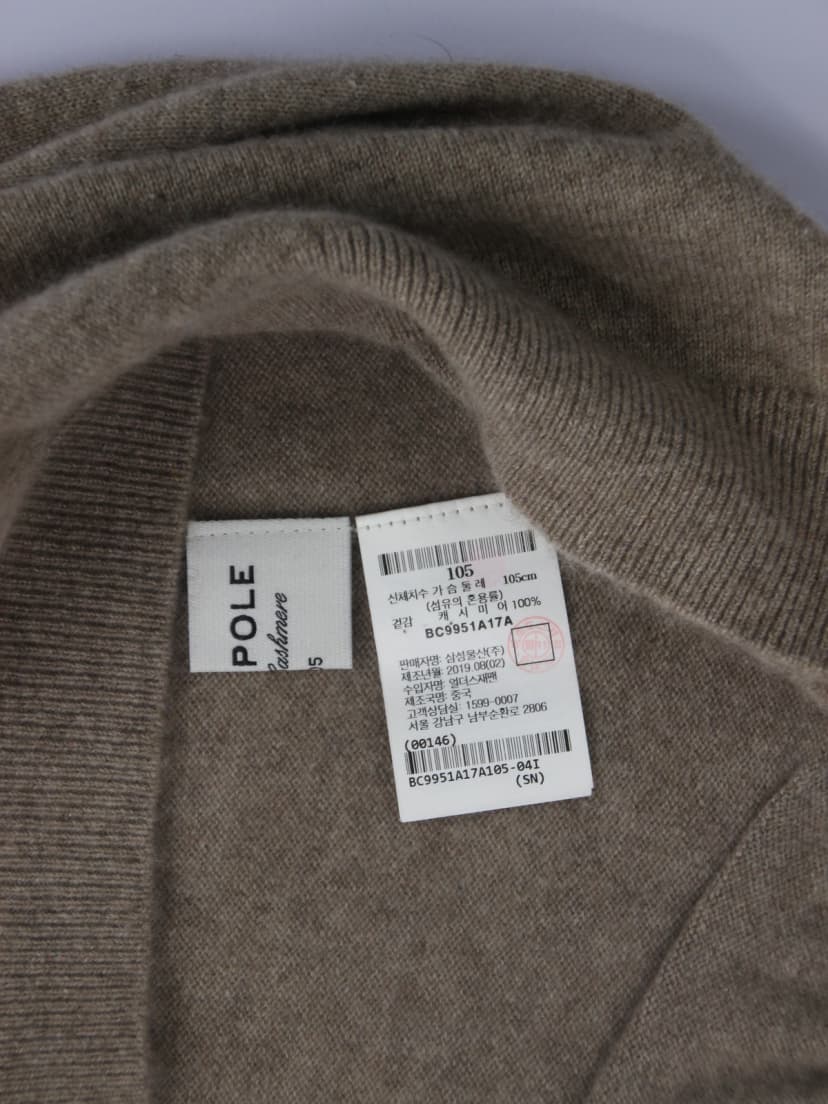 POLE
Cashmere
05
105
신체치수 가 슴 둘 레 105cm
(섬유의 혼용률)
겉감 캐 시 미 어 100%
BC9951A17A
판매자명: 삼성물산(주)
제조년월: 2019.08(02)
수입자명: 얼더스재팬
제조국명: 중국
고객상담실: 1599-0007
서울 강남구 남부순환로 2806
(00146)
BC9951A17A105-04I
(SN)